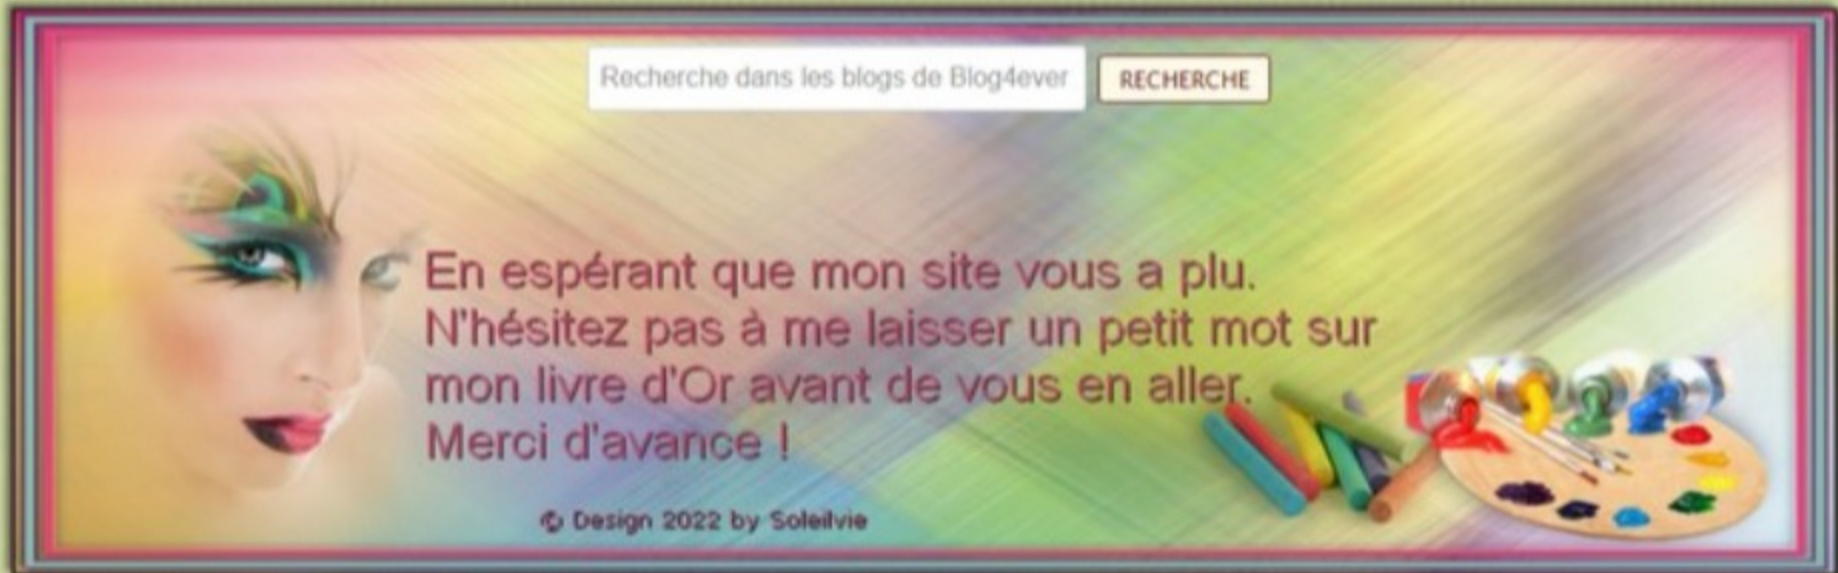 Recherche dans les blogs de Blog4ever
RECHERCHE
En espérant que mon site vous a plu.
N'hésitez pas à me laisser un petit mot sur
mon livre d'Or avant de vous en aller.
Merci d'avance !
© Design 2022 by Soleilvie